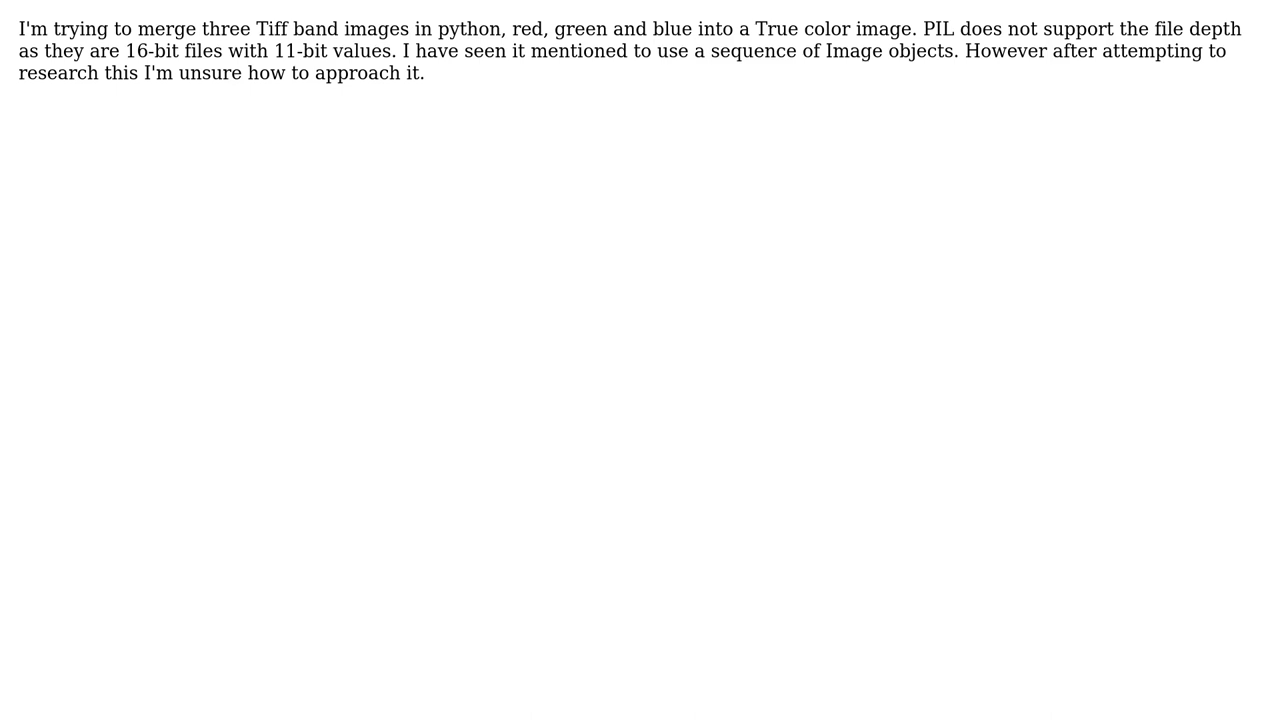 I'm trying to merge three Tiff band images in python, red, green and blue into a True color image. PIL does not support the file depth
as they are 16-bit files with 11-bit values. I have seen it mentioned to use a sequence of Image objects. However after attempting to
research this I'm unsure how to approach it.